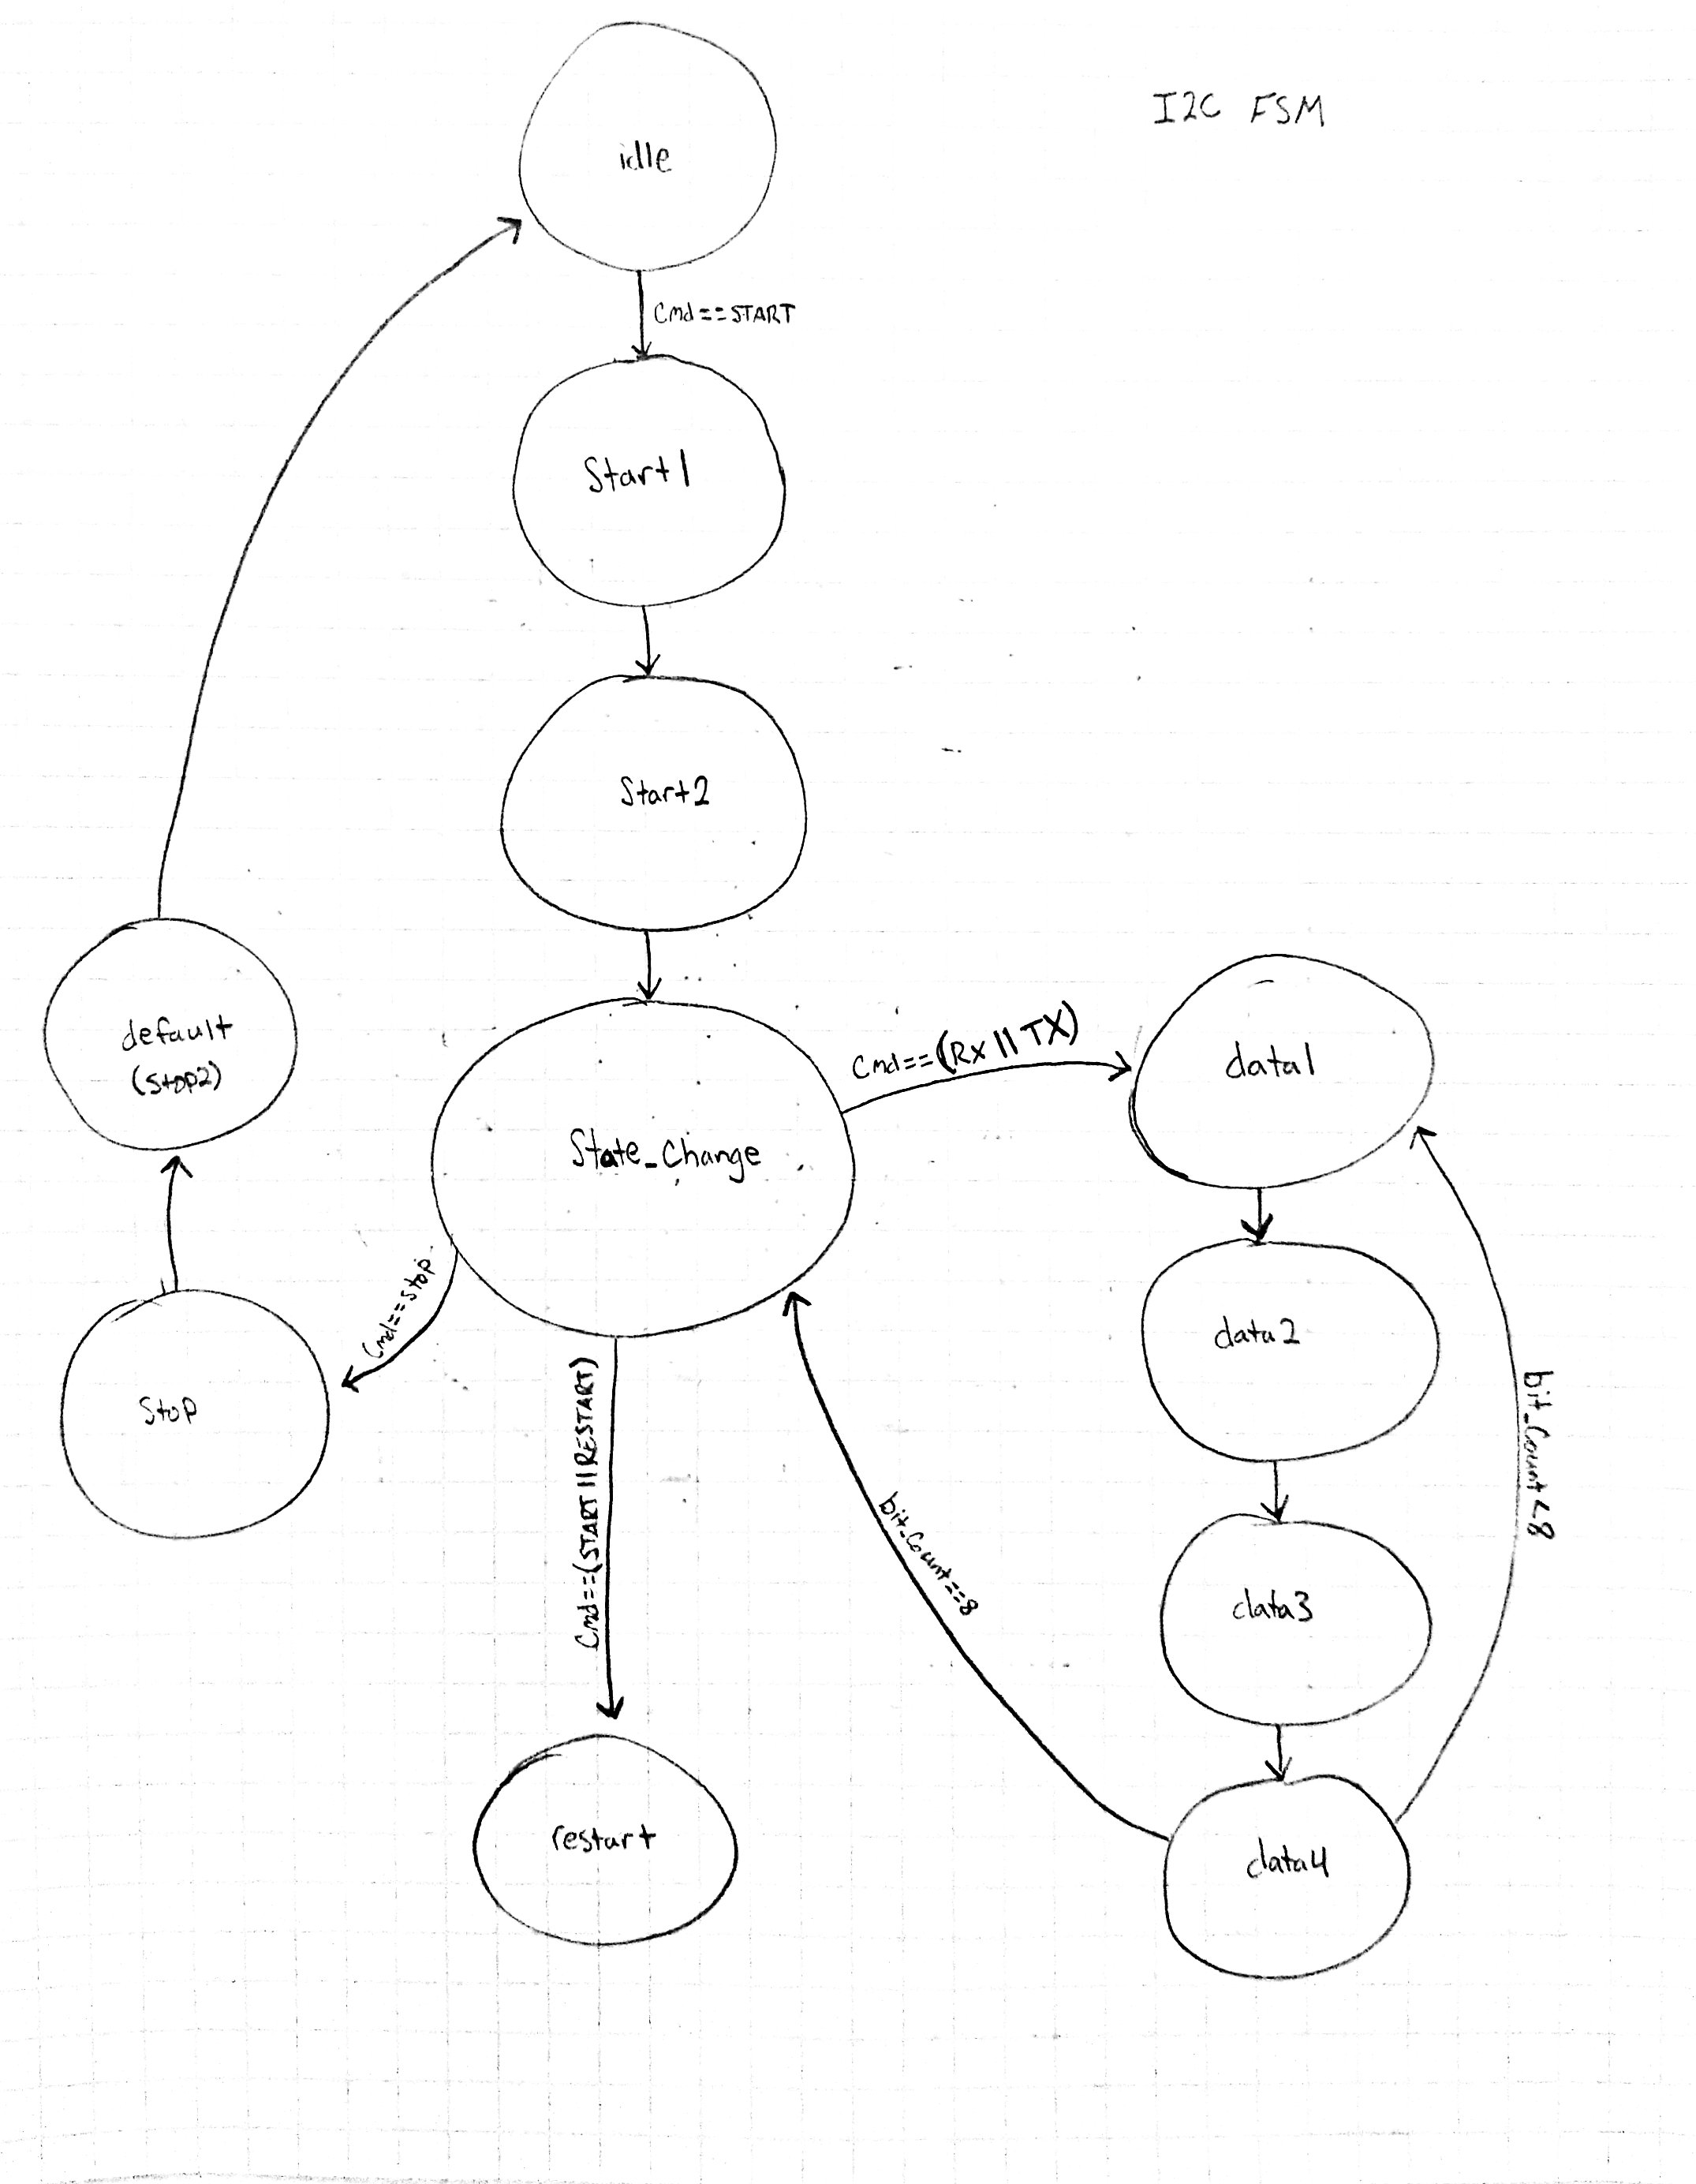 I2C FSM
idle
Cmd==START
Start1
Start2
default
(Stop2)
Cmd==(RX || TX)
data1
State_Change
data2
Cmd==Stop
Stop
Cmd==(START || RESTART)
bit_Count==8
bit_Count<8
data3
restart
data4